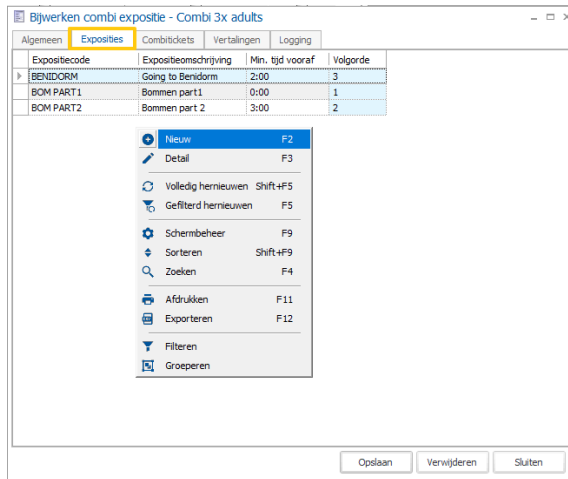 Bijwerken combi expositie - Combi 3x adults
Algemeen Exposities Combitickets Vertalingen Logging
Expositiecode Expositieomschrijving Min. tijd vooraf Volgorde
BENIDORM Going to Benidorm 2:00 3
BOM PART1 Bommen part1 0:00 1
BOM PART2 Bommen part 2 3:00 2
Nieuw F2
Detail F3
Volledig hernieuwen Shift+F5
Gefilterd hernieuwen F5
Schermbeheer F9
Sorteren Shift+F9
Zoeken F4
Afdrukken F11
Exporteren F12
Filteren
Groeperen
Opslaan Verwijderen Sluiten